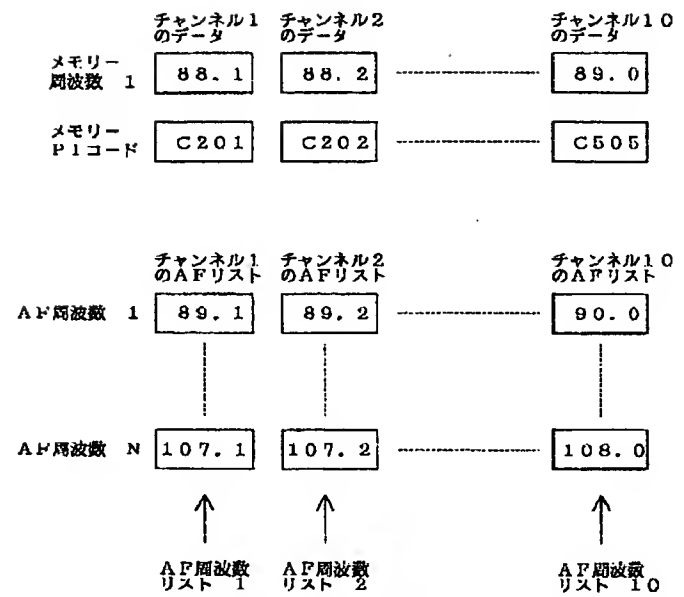 チャンネル1 チャンネル2 チャンネル10
のデータ のデータ のデータ
メモリー
周波数 1 88.1 88.2 89.0
メモリー
PIコード C201 C202 C505
チャンネル1 チャンネル2 チャンネル10
のAFリスト のAFリスト のAFリスト
AF周波数 1 89.1 89.2 90.0
AF周波数 N 107.1 107.2 108.0
AF周波数 AF周波数 AF周波数
リスト 1 リスト 2 リスト 10